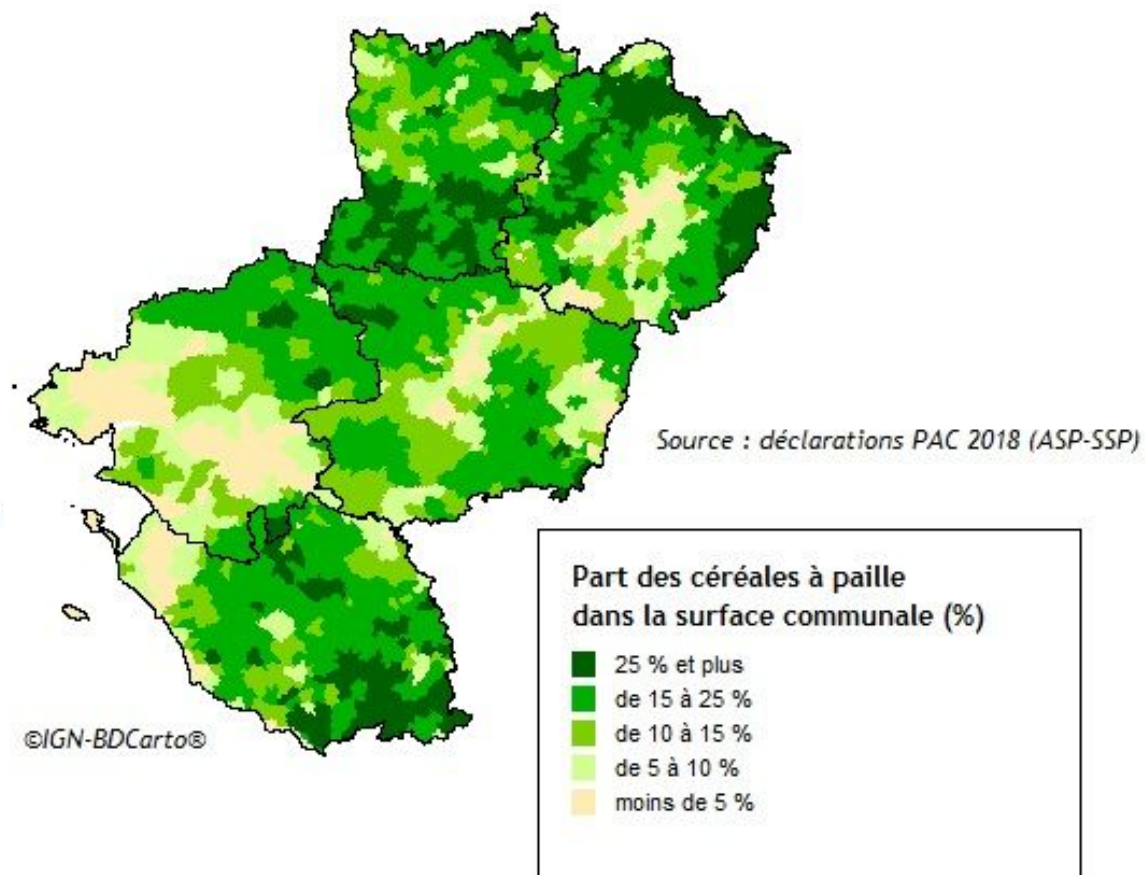 Source : déclarations PAC 2018 (ASP-SSP)
Part des céréales à paille
dans la surface communale (%)
25 % et plus
de 15 à 25 %
de 10 à 15 %
de 5 à 10 %
moins de 5 %
©IGN-BDCarto®